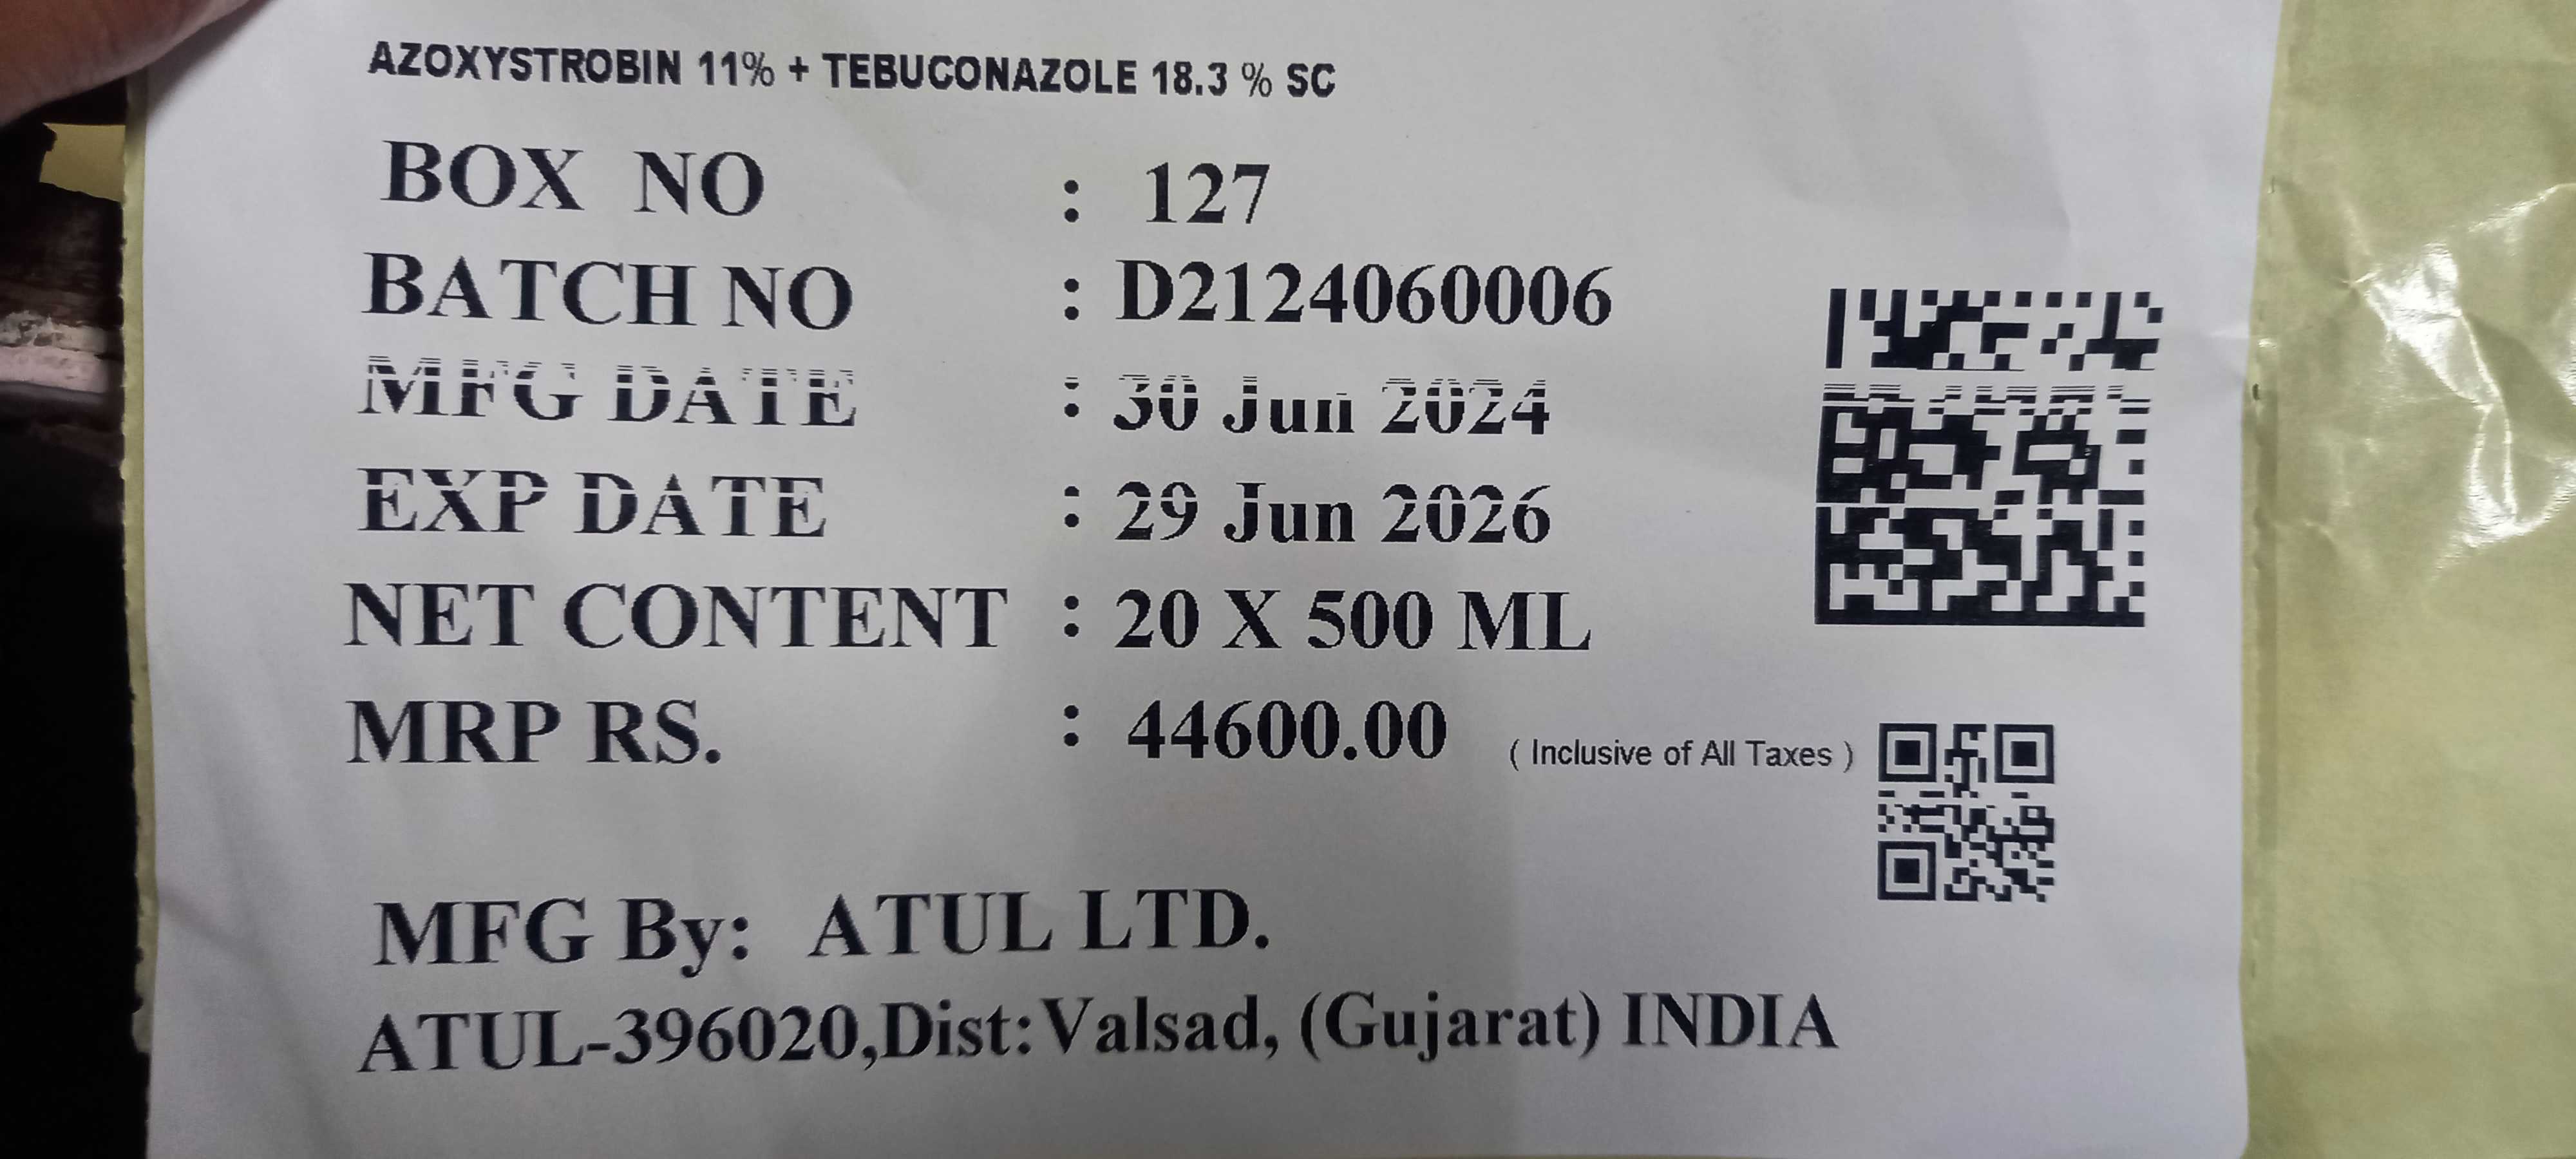 AZOXYSTROBIN 11% + TEBUCONAZOLE 18.3 % SC
BOX NO : 127
BATCH NO : D2124060006
MFG DATE : 30 Jun 2024
EXP DATE : 29 Jun 2026
NET CONTENT : 20 X 500 ML
MRP RS. : 44600.00 ( Inclusive of All Taxes )
MFG By: ATUL LTD.
ATUL-396020,Dist:Valsad, (Gujarat) INDIA